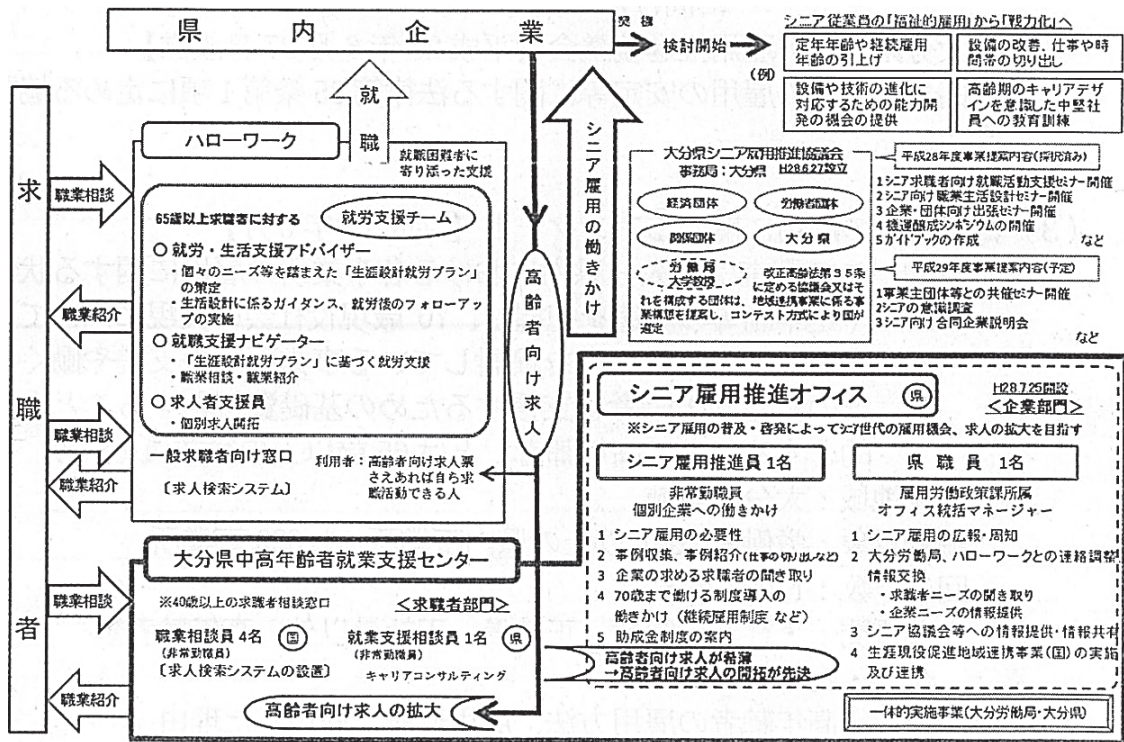 県内企業
支援
検討開始
シニア従業員の「福祉的雇用」から「戦力化」へ
(例)
定年年齢や継続雇用
年齢の引上げ
設備の改善、仕事や時
間帯の切り出し
設備や技術の進化に
対応するための能力開
発の機会の提供
高齢期のキャリアデザ
インを意識した中堅社
員への教育訓練
求職者
職業相談
職業紹介
職業相談
職業紹介
職業相談
職業紹介
就職
ハローワーク
就職困難者に
寄り添った支援
65歳以上求職者に対する
就労支援チーム
○ 就労・生活支援アドバイザー
・個々のニーズ等を踏まえた「生涯設計就労プラン」
の策定
・生活設計に係るガイダンス、就労後のフォローアッ
プの実施
○ 就職支援ナビゲーター
・「生涯設計就労プラン」に基づく就労支援
・職業相談・職業紹介
○ 求人者支援員
・個別求人開拓
一般求職者向け窓口
〔求人検索システム〕
利用者:高齢者向け求人票
さえあれば自ら求
職活動できる人
高齢者向け求人
シニア雇用の働きかけ
大分県シニア雇用推進協議会
事務局:大分県 H28.6.27設立
経済団体
労働者団体
関係団体
大分県
労働局
大学教授
改正高齢法第35条
に定める協議会又はそ
れを構成する団体は、地域連携事業に係る事
業構想を提案し、コンテスト方式により国が
選定
平成28年度事業提案内容(採択済み)
1 シニア求職者向け就職活動支援セミナー開催
2 シニア向け職業生活設計セミナー開催
3 企業・団体向け出張セミナー開催
4 機運醸成シンポジウムの開催
5 ガイドブックの作成 など
平成29年度事業提案内容(予定)
1 事業主団体等との共催セミナー開催
2 シニアの意識調査
3 シニア向け合同企業説明会
など
シニア雇用推進オフィス 県
H28.7.25開設
<企業部門>
※シニア雇用の普及・啓発によってシニア世代の雇用機会、求人の拡大を目指す
シニア雇用推進員 1名
非常勤職員
個別企業への働きかけ
1 シニア雇用の必要性
2 事例収集、事例紹介(仕事の切り出しなど)
3 企業の求める求職者の聞き取り
4 70歳まで働ける制度導入の
働きかけ(継続雇用制度 など)
5 助成金制度の案内
県職員 1名
雇用労働政策課所属
オフィス統括マネージャー
1 シニア雇用の広報・周知
2 大分労働局、ハローワークとの連絡調整
情報交換
・求職者ニーズの聞き取り
・企業ニーズの情報提供
3 シニア協議会等への情報提供・情報共有
4 生涯現役促進地域連携事業(国)の実施
及び連携
大分県中高年齢者就業支援センター
※40歳以上の求職者相談窓口
<求職者部門>
職業相談員 4名 国
(非常勤職員)
〔求人検索システムの設置〕
就業支援相談員 1名 県
(非常勤職員)
キャリアコンサルティング
高齢者向け求人が希薄
→高齢者向け求人の開拓が先決
高齢者向け求人の拡大
一体的実施事業(大分労働局・大分県)